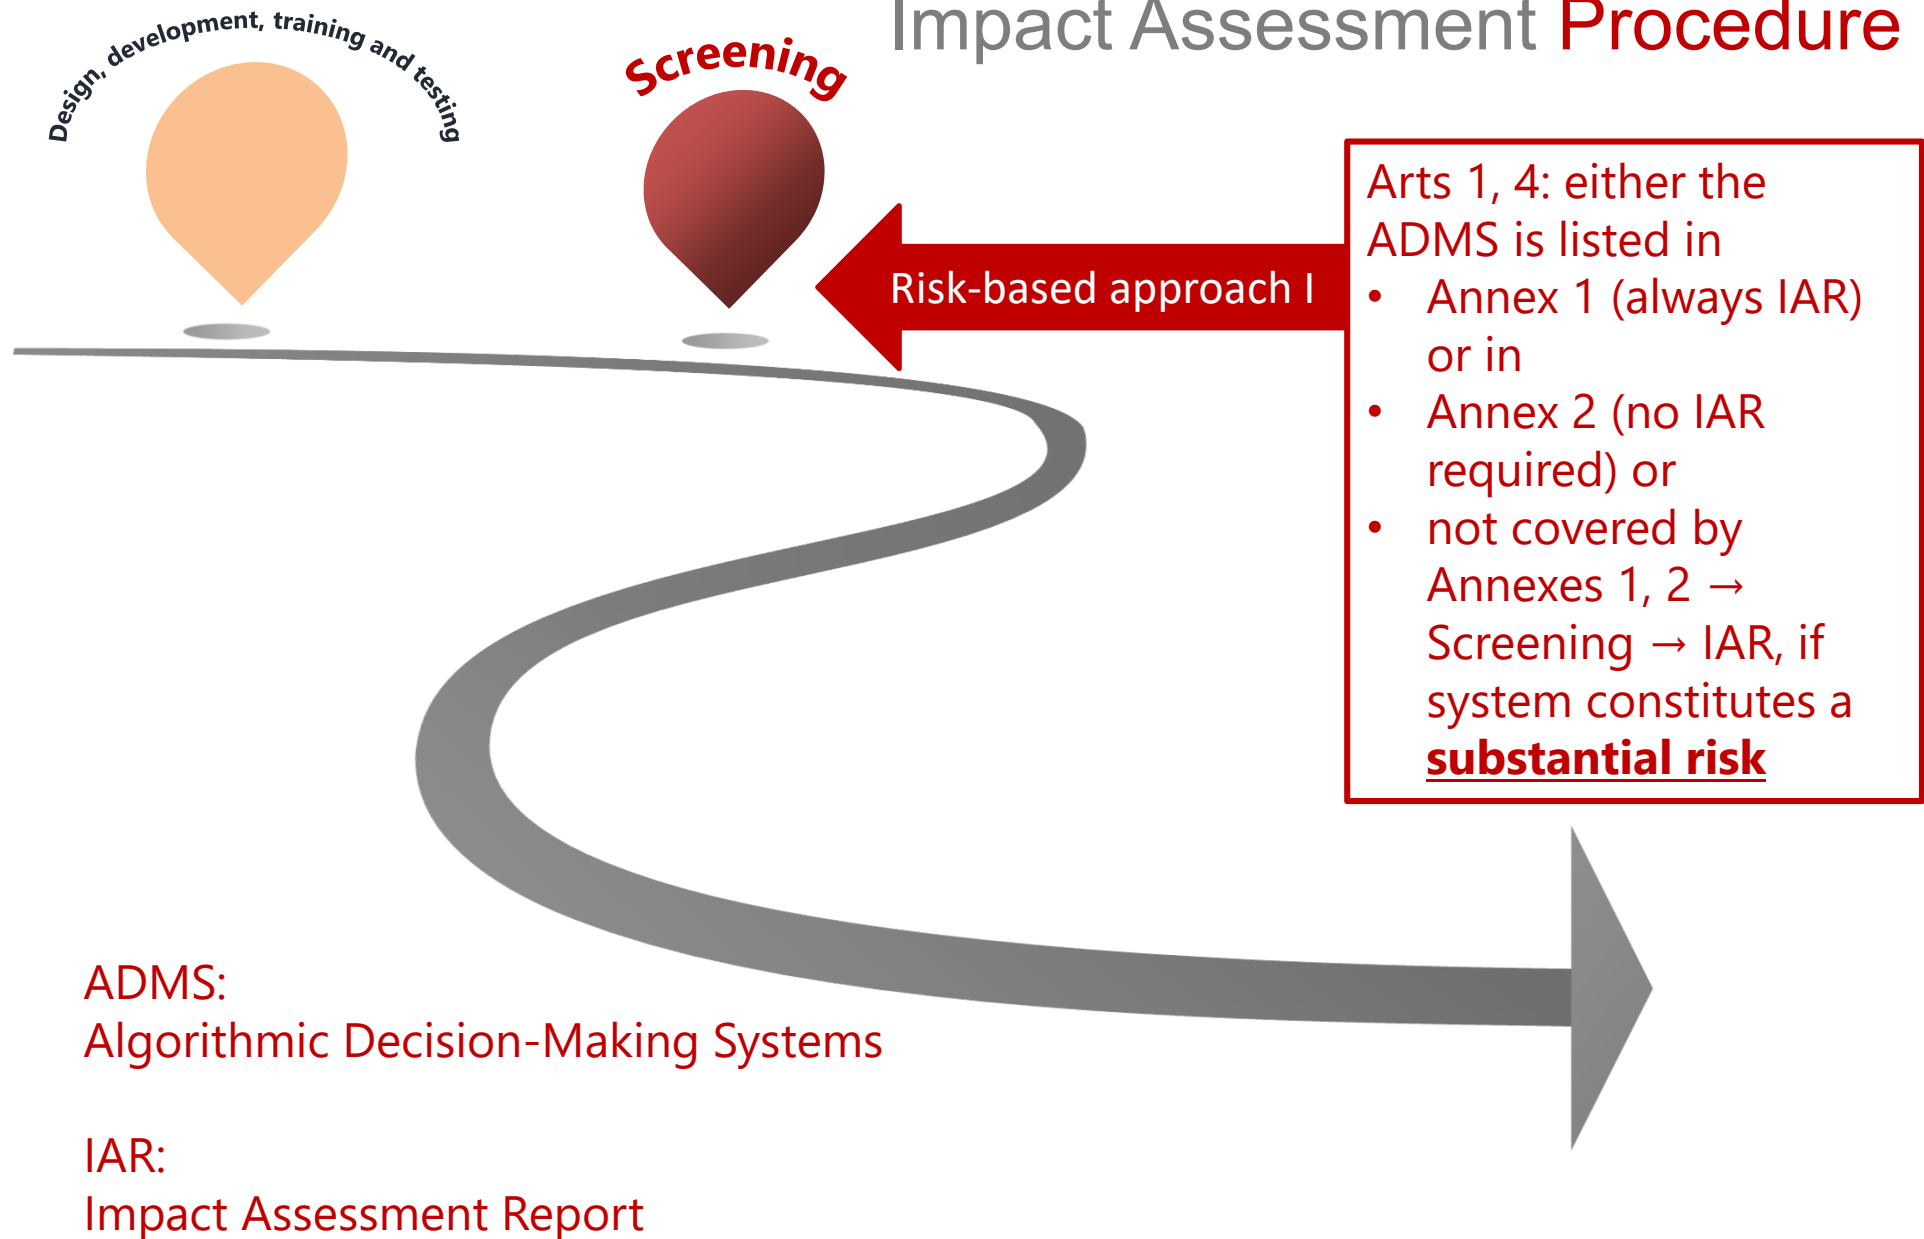 Impact Assessment Procedure
Design, development, training and testing
Screening
Risk-based approach I
Arts 1, 4: either the
ADMS is listed in
• Annex 1 (always IAR)
or in
• Annex 2 (no IAR
required) or
• not covered by
Annexes 1, 2 →
Screening → IAR, if
system constitutes a
substantial risk
ADMS:
Algorithmic Decision-Making Systems
IAR:
Impact Assessment Report